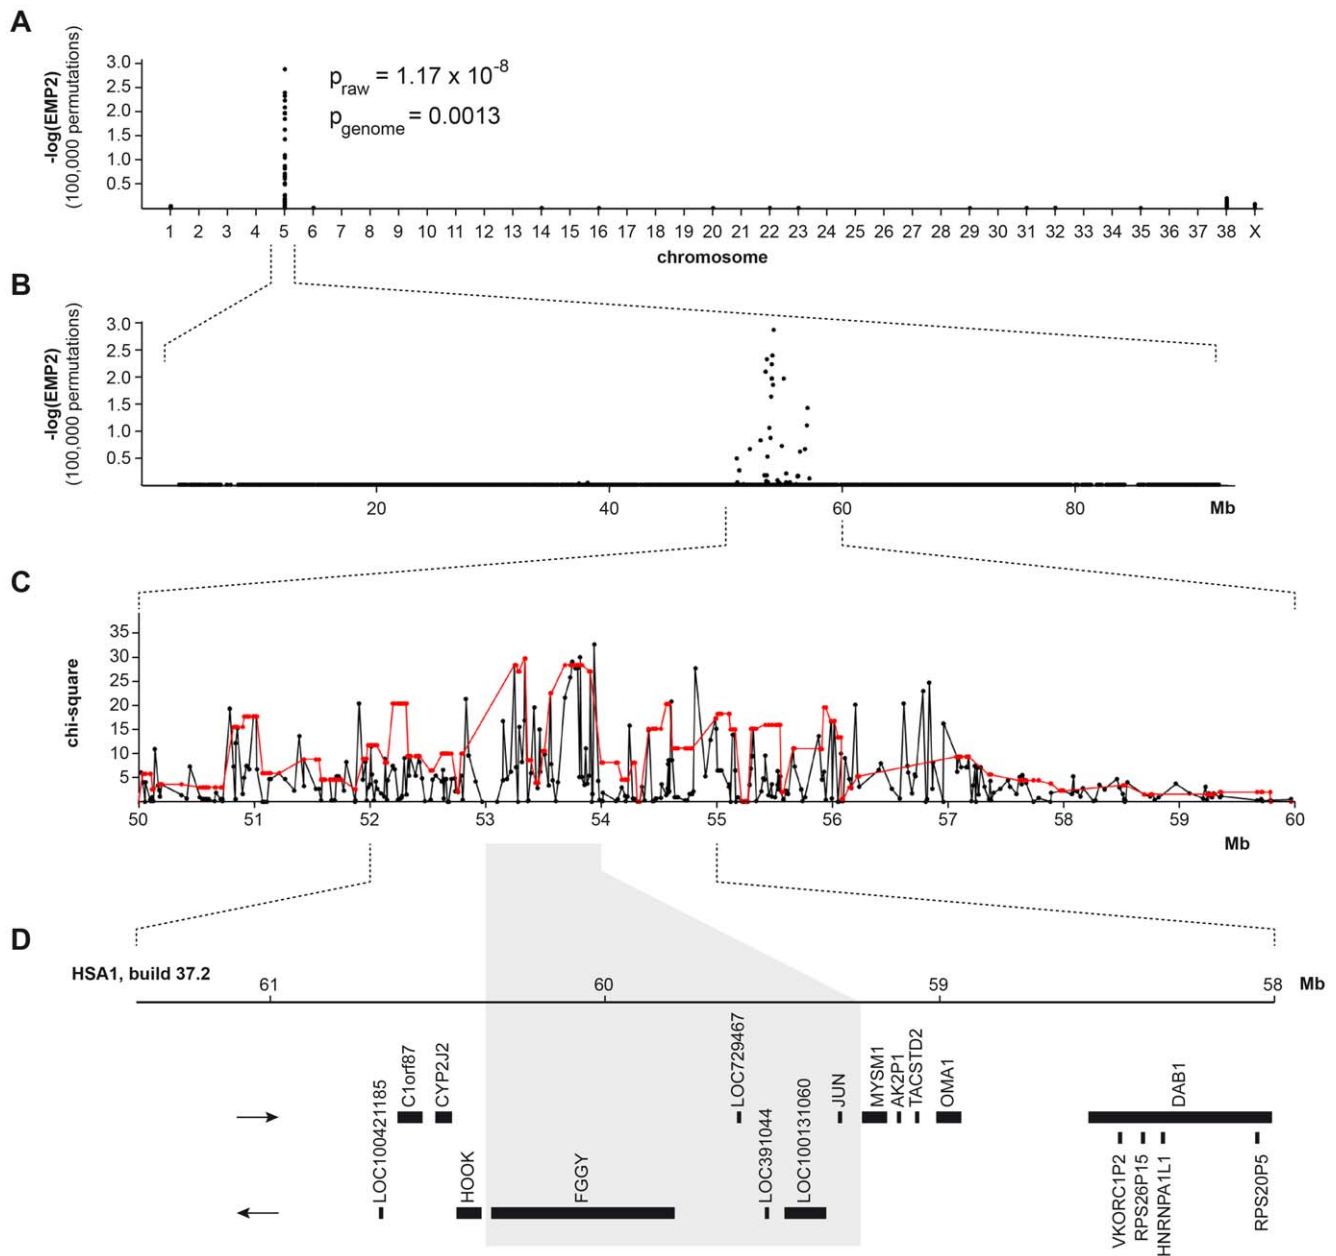 A
-log(EMP2)
(100,000 permutations)
3.0
2.5
2.0
1.5
1.0
0.5
p_raw = 1.17 x 10^-8
p_genome = 0.0013
1 2 3 4 5 6 7 8 9 10 11 12 13 14 15 16 17 18 19 20 21 22 23 24 25 26 27 28 29 30 31 32 33 34 35 36 37 38 X
chromosome
B
-log(EMP2)
(100,000 permutations)
3.0
2.5
2.0
1.5
1.0
0.5
20 40 60 80 Mb
C
chi-square
35
30
25
20
15
10
5
50 51 52 53 54 55 56 57 58 59 60
Mb
D
HSA1, build 37.2
61 60 59 58 Mb
LOC100421185
C1orf87
CYP2J2
HOOK
FGGY
LOC729467
LOC391044
LOC100131060
JUN
MYSM1
AK2P1
TACSTD2
OMA1
DAB1
VKORC1P2
RPS26P15
HNRNPA1L1
RPS20P5